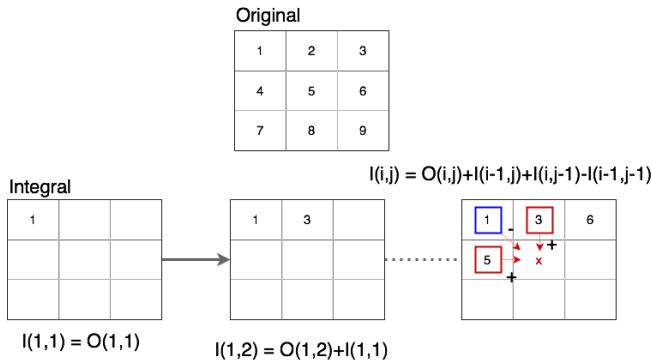 Original
1 2 3
4 5 6
7 8 9
I(i,j) = O(i,j)+I(i-1,j)+I(i,j-1)-I(i-1,j-1)
Integral
1
1 3
1 - 3 6
+
5 x
+
I(1,1) = O(1,1)
I(1,2) = O(1,2)+I(1,1)